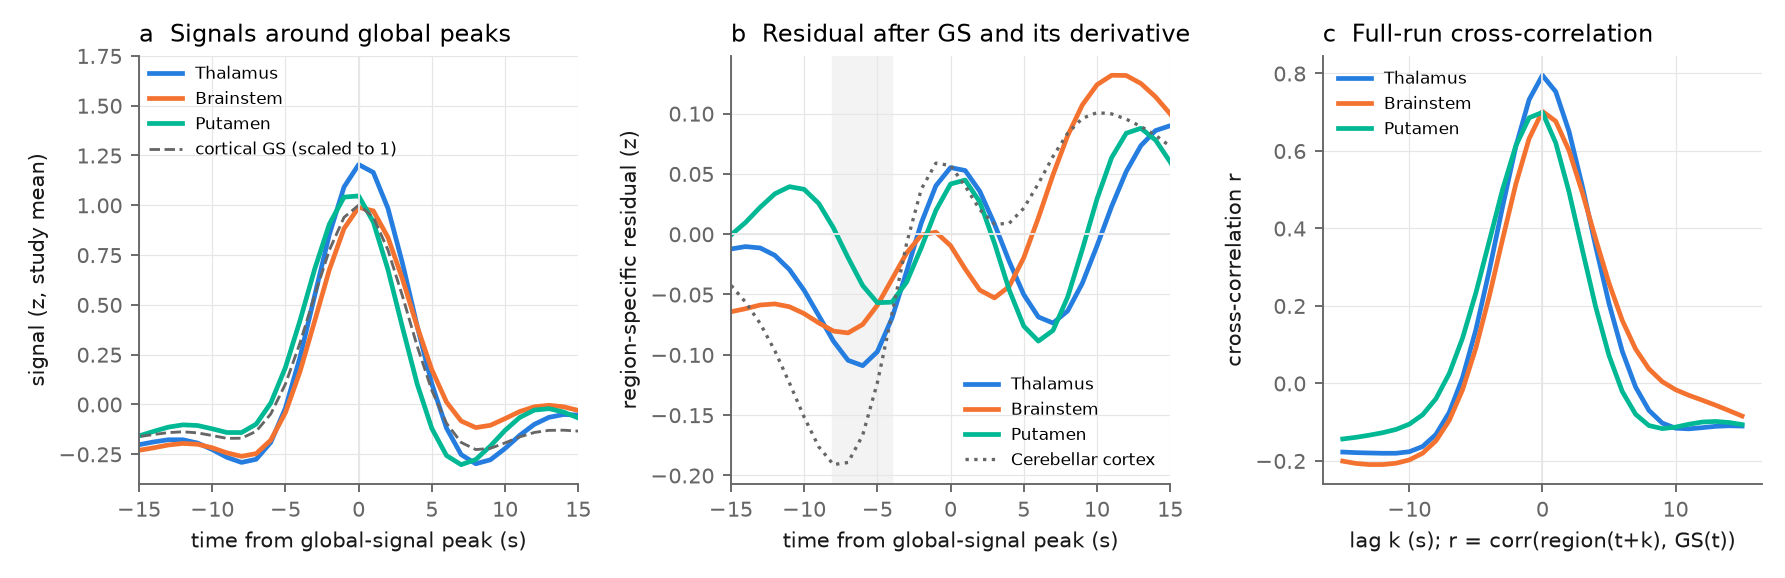 a Signals around global peaks
signal (z, study mean)
1.75
1.50
1.25
1.00
0.75
0.50
0.25
0.00
−0.25
Thalamus
Brainstem
Putamen
cortical GS (scaled to 1)
−15
−10
−5
0
5
10
15
time from global-signal peak (s)
b Residual after GS and its derivative
region-specific residual (z)
0.10
0.05
0.00
−0.05
−0.10
−0.15
−0.20
Thalamus
Brainstem
Putamen
Cerebellar cortex
−15
−10
−5
0
5
10
15
time from global-signal peak (s)
c Full-run cross-correlation
cross-correlation r
0.8
0.6
0.4
0.2
0.0
−0.2
Thalamus
Brainstem
Putamen
−10
0
10
lag k (s); r = corr(region(t+k), GS(t))